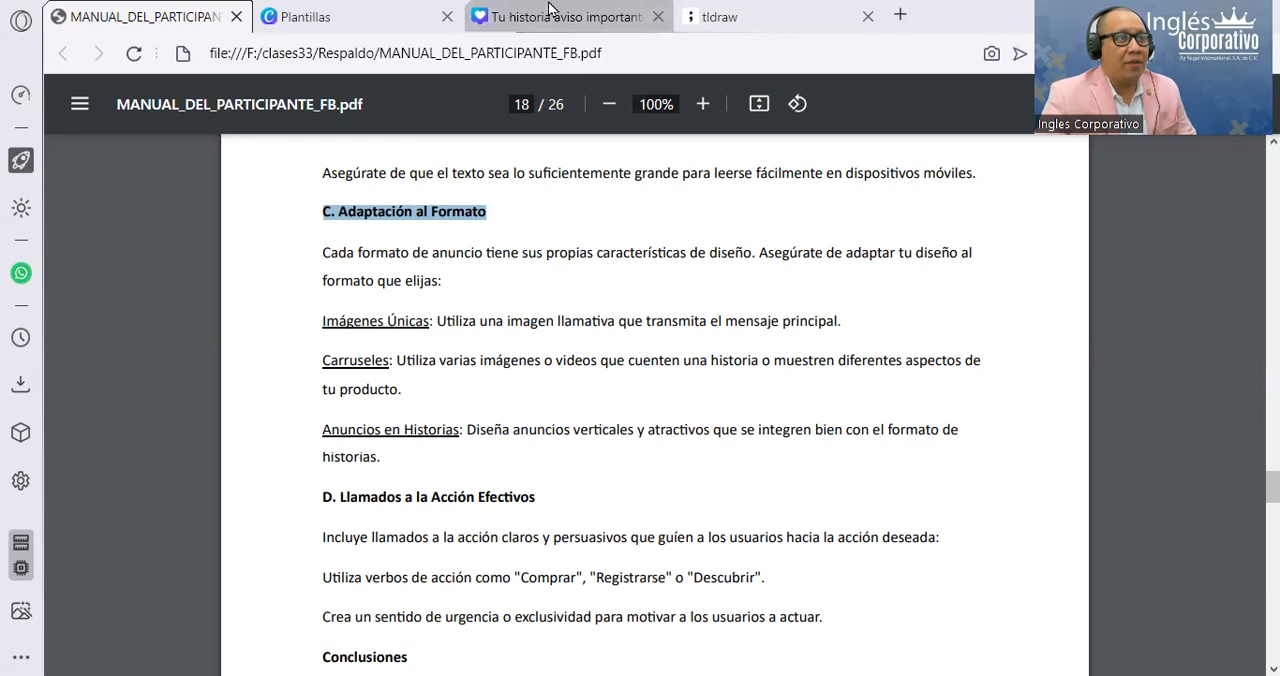 MANUAL_DEL_PARTICIPAN
Plantillas
Tu historia aviso important
tldraw
file:///F:/clases33/Respaldo/MANUAL_DEL_PARTICIPANTE_FB.pdf
MANUAL_DEL_PARTICIPANTE_FB.pdf
18 / 26
100%
Inglés
Corporativo
By Regal International, S.A. de C.V.
Ingles Corporativo
Asegúrate de que el texto sea lo suficientemente grande para leerse fácilmente en dispositivos móviles.
C. Adaptación al Formato
Cada formato de anuncio tiene sus propias características de diseño. Asegúrate de adaptar tu diseño al
formato que elijas:
Imágenes Únicas: Utiliza una imagen llamativa que transmita el mensaje principal.
Carruseles: Utiliza varias imágenes o videos que cuenten una historia o muestren diferentes aspectos de
tu producto.
Anuncios en Historias: Diseña anuncios verticales y atractivos que se integren bien con el formato de
historias.
D. Llamados a la Acción Efectivos
Incluye llamados a la acción claros y persuasivos que guíen a los usuarios hacia la acción deseada:
Utiliza verbos de acción como "Comprar", "Registrarse" o "Descubrir".
Crea un sentido de urgencia o exclusividad para motivar a los usuarios a actuar.
Conclusiones